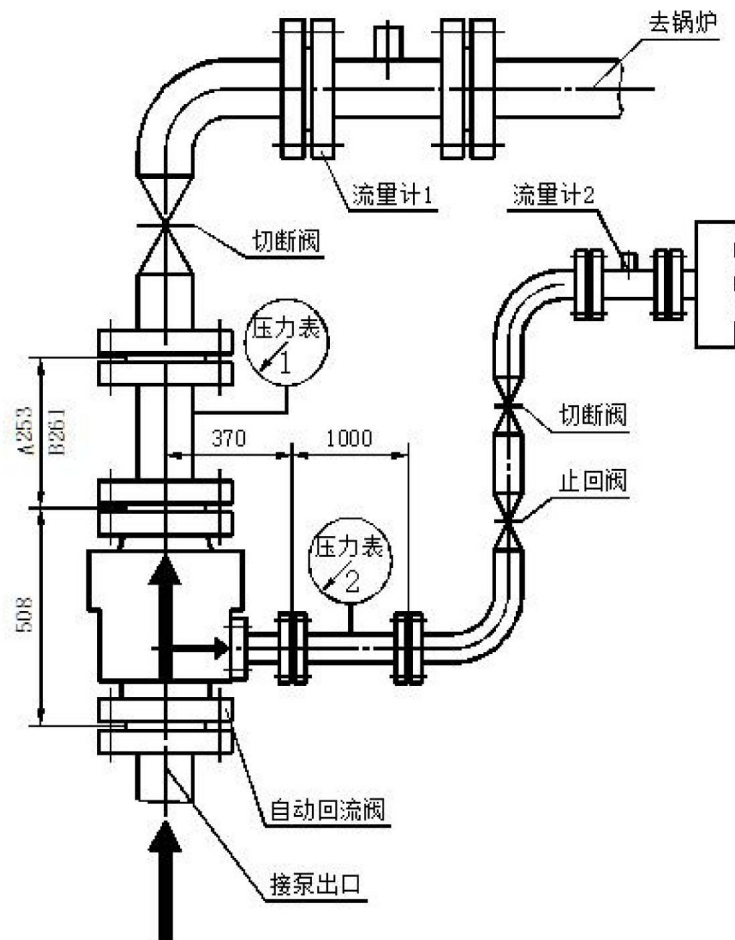 去锅炉
流量计1
流量计2
切断阀
压力表
1
A253
B261
370
1000
切断阀
止回阀
压力表
2
508
自动回流阀
接泵出口